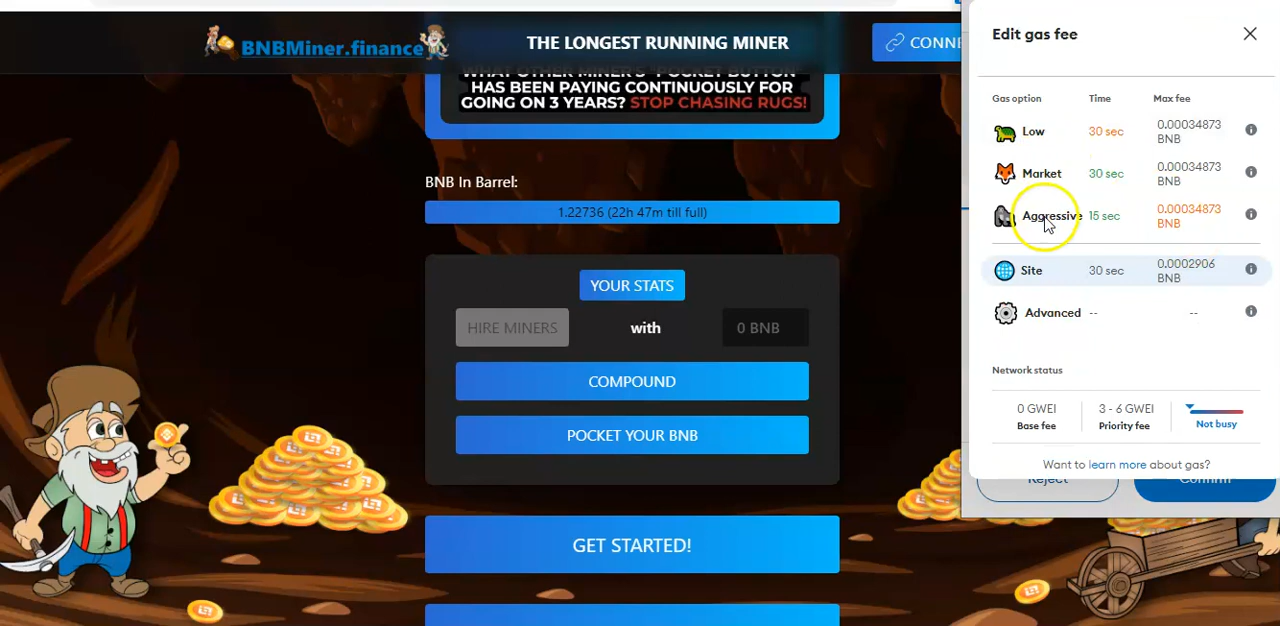 BNBMiner.finance
THE LONGEST RUNNING MINER
CONNE
WHAT OTHER MINER'S "POCKET BUTTON"
HAS BEEN PAYING CONTINUOUSLY FOR
GOING ON 3 YEARS? STOP CHASING RUGS!
BNB In Barrel:
1.22736 (22h 47m till full)
YOUR STATS
HIRE MINERS with 0 BNB
COMPOUND
POCKET YOUR BNB
GET STARTED!
Edit gas fee
Gas option Time Max fee
Low 30 sec 0.00034873
BNB
Market 30 sec 0.00034873
BNB
Aggressive 15 sec 0.00034873
BNB
Site 30 sec 0.0002906
BNB
Advanced -- --
Network status
0 GWEI 3 - 6 GWEI
Base fee Priority fee Not busy
Want to learn more about gas?
Reject Confirm